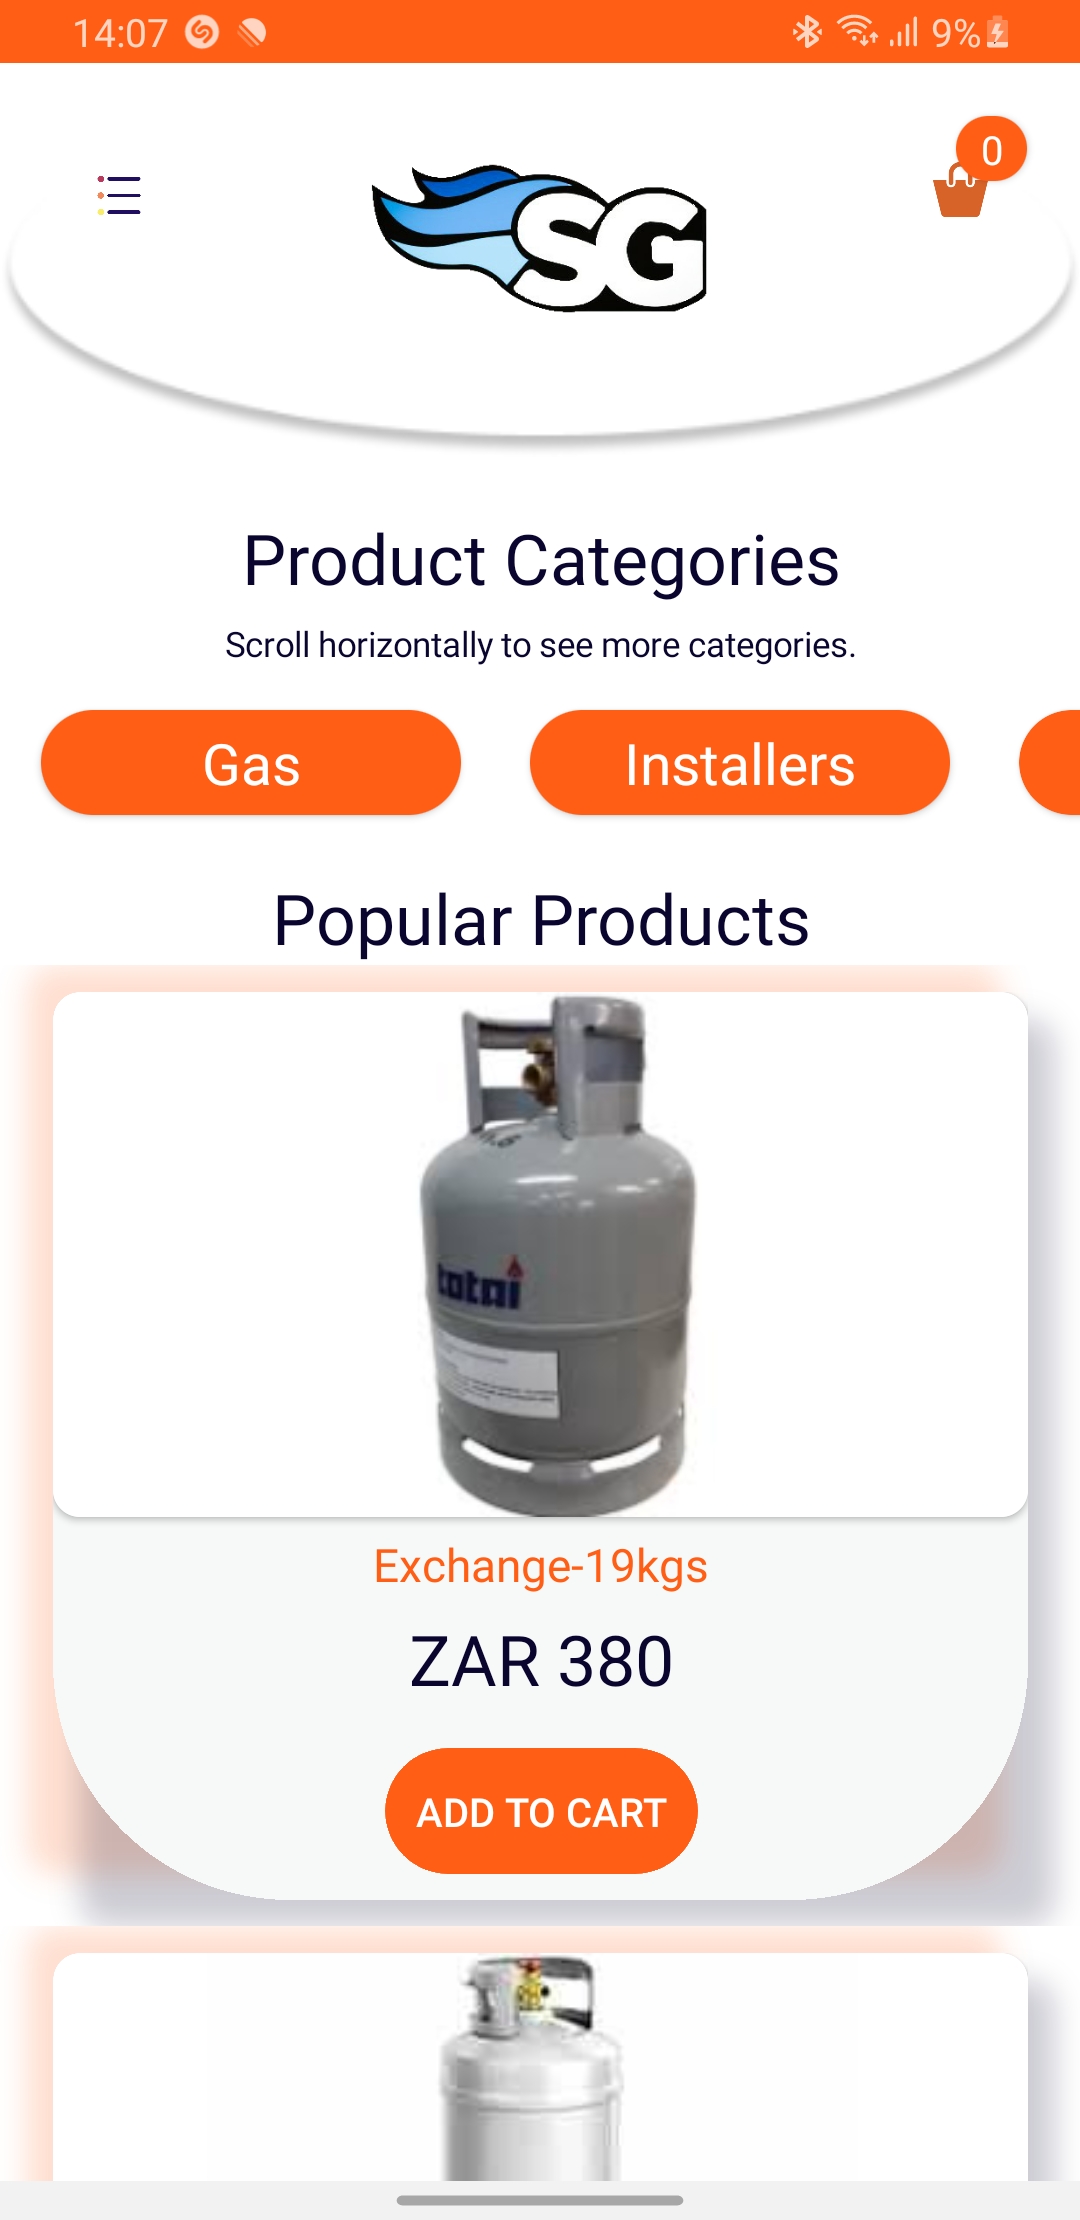 14:07
9%
0
SG
Product Categories
Scroll horizontally to see more categories.
Gas
Installers
Popular Products
totai
Exchange-19kgs
ZAR 380
ADD TO CART